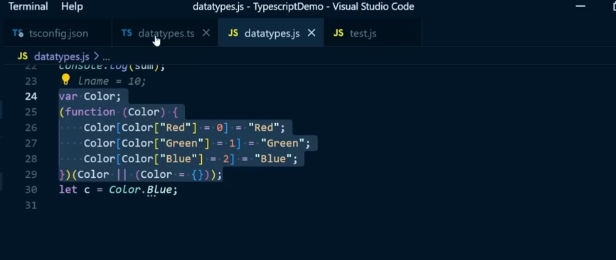 Terminal Help datatypes.js - TypescriptDemo - Visual Studio Code
tsconfig.json TS datatypes.ts JS datatypes.js JS test.js
JS datatypes.js > ...
22 console.log(sum);
23 lname = 10;
24 var Color;
25 (function (Color) {
26 Color[Color["Red"] = 0] = "Red";
27 Color[Color["Green"] = 1] = "Green";
28 Color[Color["Blue"] = 2] = "Blue";
29 })(Color || (Color = {}));
30 let c = Color.Blue;
31